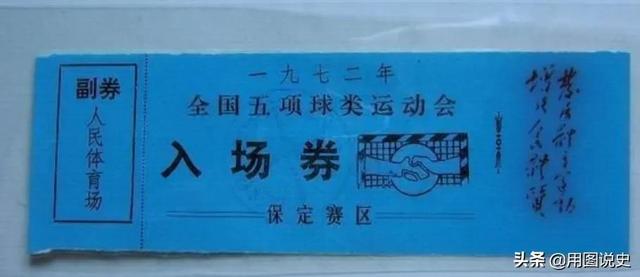 副券
人民体育场
一九七二年
全国五项球类运动会
入场券
保定赛区
头条 @用图说史